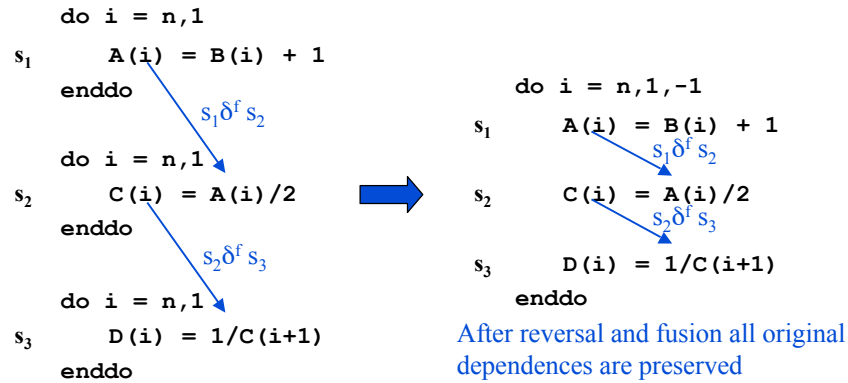 do i = n,1
s1 A(i) = B(i) + 1
enddo
s1δf s2
do i = n,1
s2 C(i) = A(i)/2
enddo
s2δf s3
do i = n,1
s3 D(i) = 1/C(i+1)
enddo
do i = n,1,-1
s1 A(i) = B(i) + 1
s1δf s2
s2 C(i) = A(i)/2
s2δf s3
s3 D(i) = 1/C(i+1)
enddo
After reversal and fusion all original
dependences are preserved